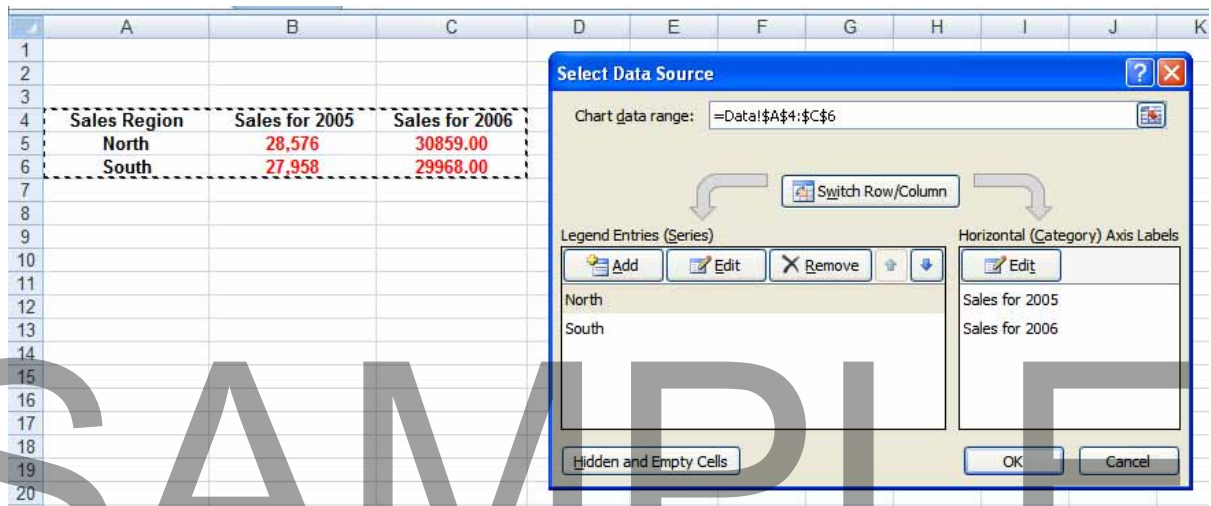 A B C D E F G H I J K
1
2
3
4 Sales Region Sales for 2005 Sales for 2006
5 North 28,576 30859.00
6 South 27,958 29968.00
7
8
9
10
11
12
13
14
15
16
17
18
19
20
Select Data Source
Chart data range: =Data!$A$4:$C$6
Switch Row/Column
Legend Entries (Series) Horizontal (Category) Axis Labels
Add Edit Remove Edit
North Sales for 2005
South Sales for 2006
Hidden and Empty Cells OK Cancel
SAMPLE